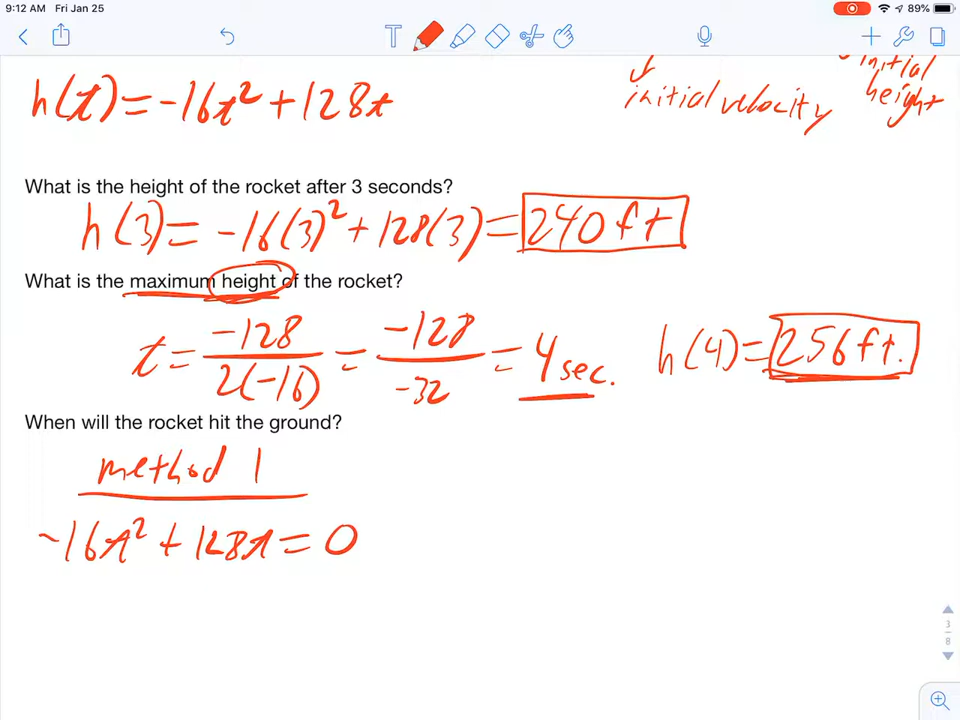 9:12 AM Fri Jan 25 89%
T
initial
initial velocity height
h(t) = -16t² + 128t
What is the height of the rocket after 3 seconds?
h(3) = -16(3)² + 128(3) = 240 ft
What is the maximum height of the rocket?
t = -128/2(-16) = -128/-32 = 4 sec. h(4) = 256 ft.
When will the rocket hit the ground?
method 1
-16t² + 128t = 0
3
8